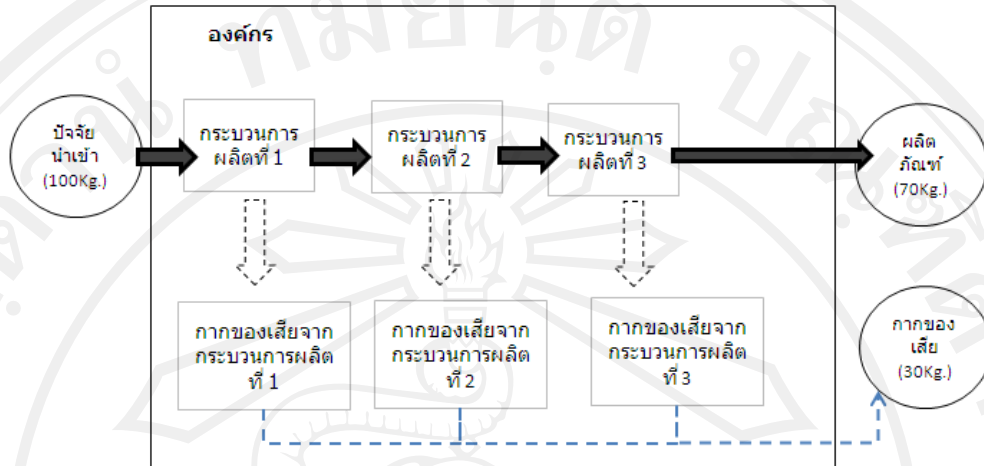 องค์กร
ปัจจัย
นำเข้า
(100Kg.)
กระบวนการ
ผลิตที่ 1
กระบวนการ
ผลิตที่ 2
กระบวนการ
ผลิตที่ 3
ผลิต
ภัณฑ์
(70Kg.)
กากของเสียจาก
กระบวนการผลิต
ที่ 1
กากของเสียจาก
กระบวนการผลิต
ที่ 2
กากของเสียจาก
กระบวนการผลิต
ที่ 3
กากของ
เสีย
(30Kg.)